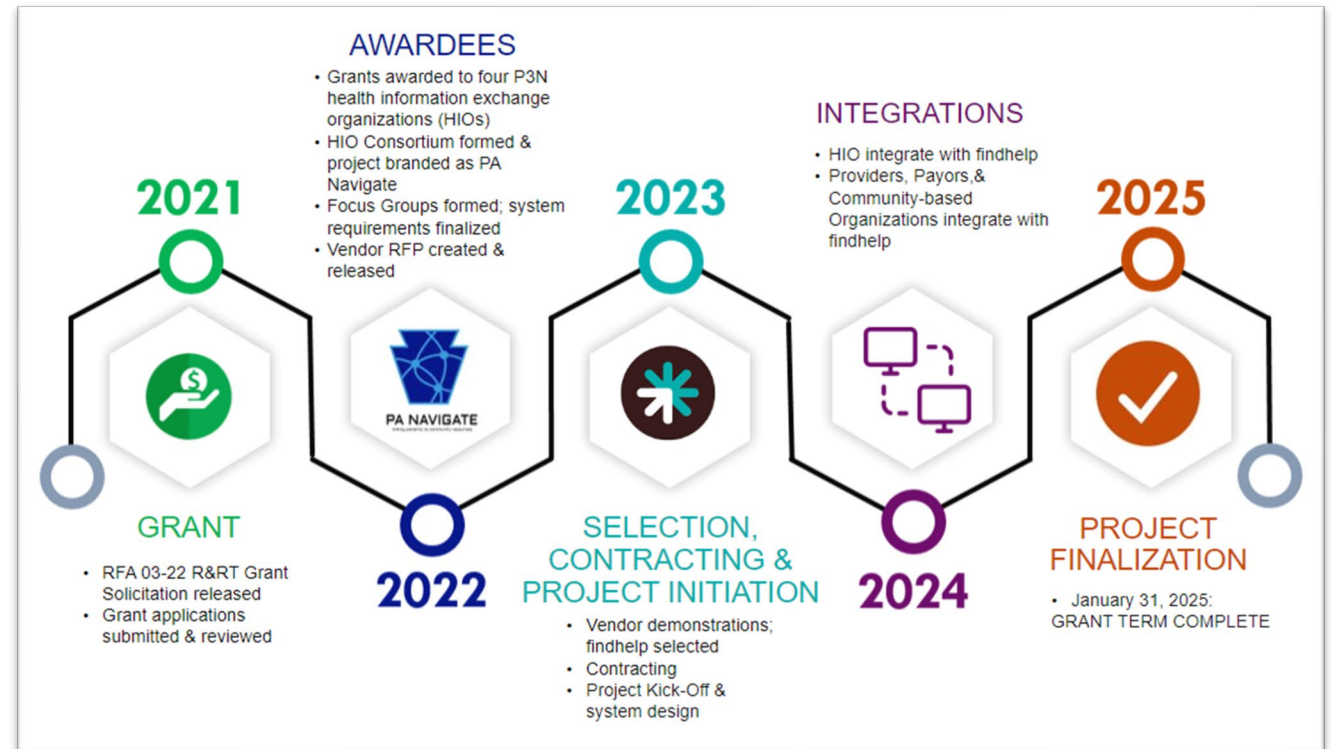 2021
GRANT
• RFA 03-22 R&RT Grant
Solicitation released
• Grant applications
submitted & reviewed
AWARDEES
• Grants awarded to four P3N
health information exchange
organizations (HIOs)
• HIO Consortium formed &
project branded as PA
Navigate
• Focus Groups formed; system
requirements finalized
• Vendor RFP created &
released
$
PA NAVIGATE
2022
2023
SELECTION,
CONTRACTING &
PROJECT INITIATION
• Vendor demonstrations;
findhelp selected
• Contracting
• Project Kick-Off &
system design
INTEGRATIONS
• HIO integrate with findhelp
• Providers, Payors,&
Community-based
Organizations integrate with
findhelp
2024
2025
PROJECT
FINALIZATION
• January 31, 2025:
GRANT TERM COMPLETE